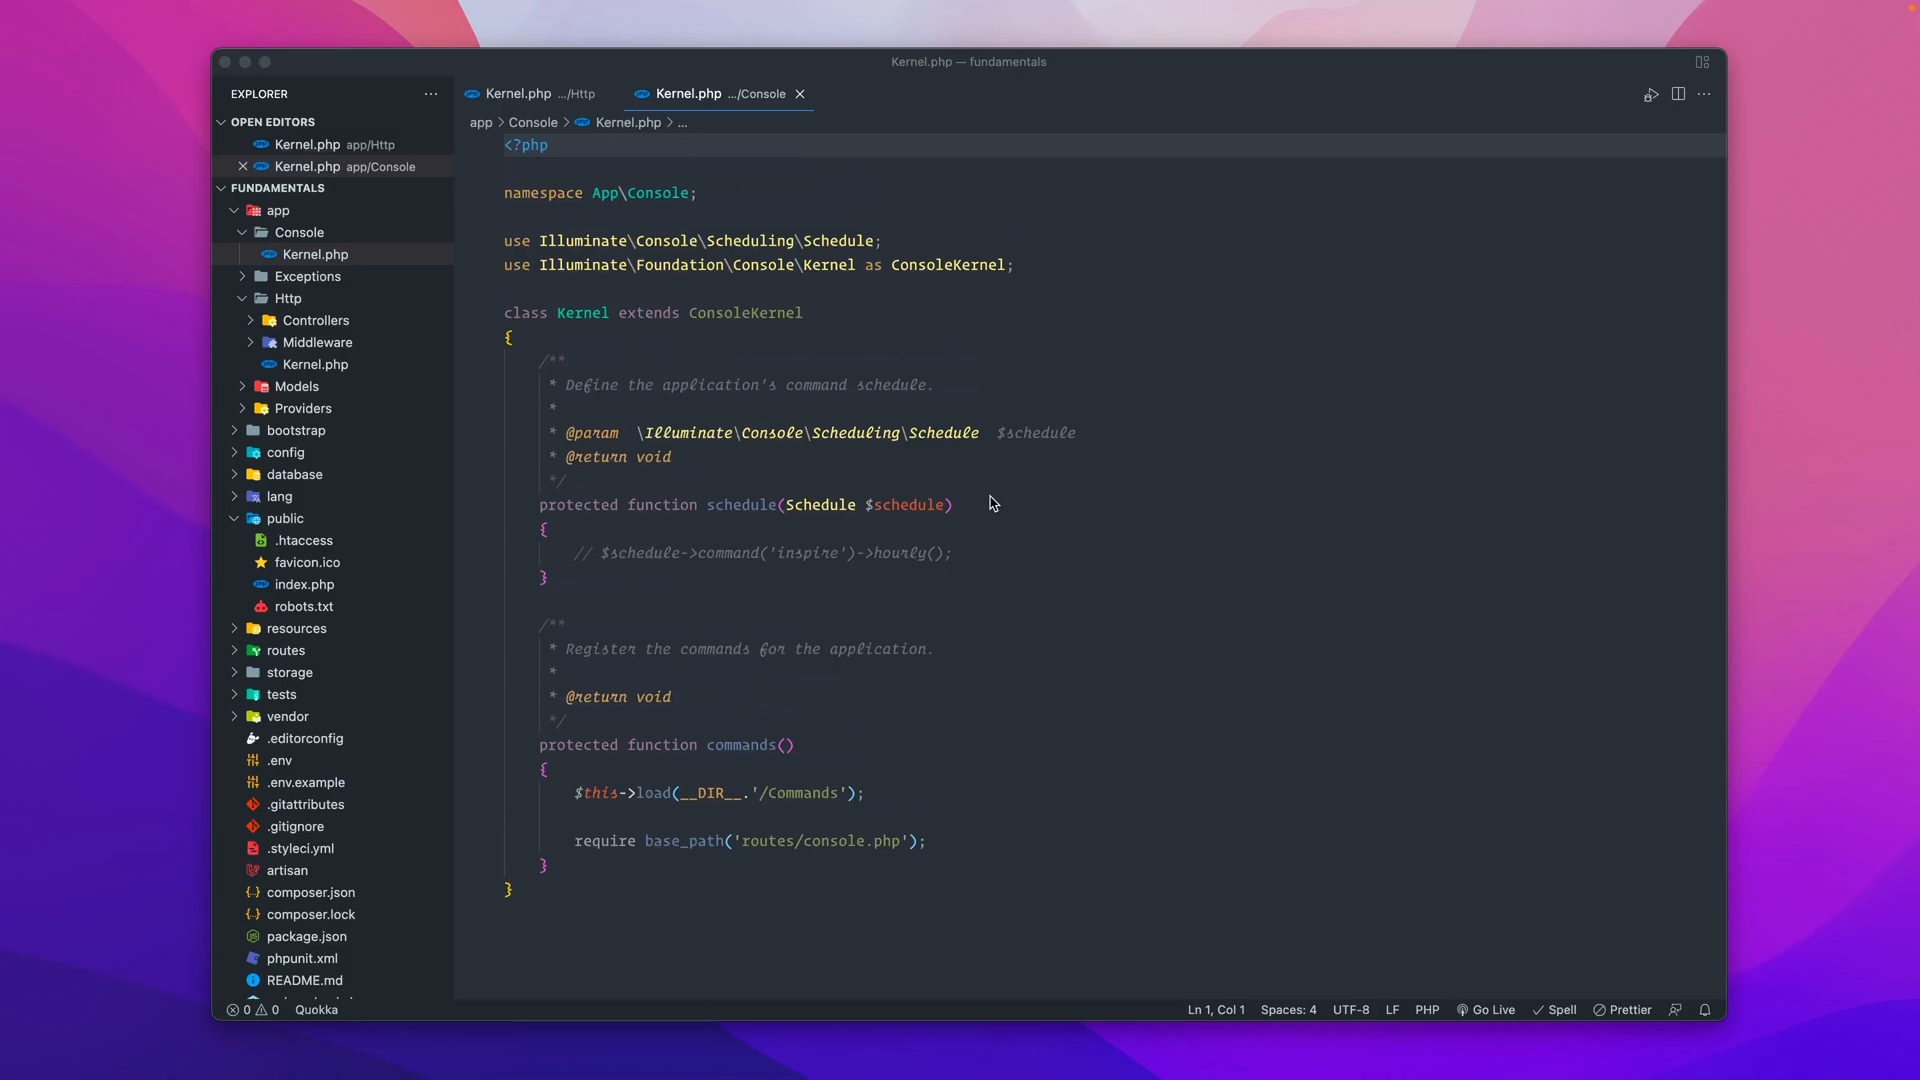 Kernel.php — fundamentals
EXPLORER
OPEN EDITORS
Kernel.php app/Http
Kernel.php app/Console
FUNDAMENTALS
app
Console
Kernel.php
Exceptions
Http
Controllers
Middleware
Kernel.php
Models
Providers
bootstrap
config
database
lang
public
.htaccess
favicon.ico
index.php
robots.txt
resources
routes
storage
tests
vendor
.editorconfig
.env
.env.example
.gitattributes
.gitignore
.styleci.yml
artisan
composer.json
composer.lock
package.json
phpunit.xml
README.md
Kernel.php .../Http
Kernel.php .../Console
app > Console > Kernel.php > ...
<?php
namespace App\Console;
use Illuminate\Console\Scheduling\Schedule;
use Illuminate\Foundation\Console\Kernel as ConsoleKernel;
class Kernel extends ConsoleKernel
{
/**
* Define the application's command schedule.
*
* @param \Illuminate\Console\Scheduling\Schedule $schedule
* @return void
*/
protected function schedule(Schedule $schedule)
{
// $schedule->command('inspire')->hourly();
}
/**
* Register the commands for the application.
*
* @return void
*/
protected function commands()
{
$this->load(__DIR__.'/Commands');
require base_path('routes/console.php');
}
}
0 0 Quokka
Ln 1, Col 1 Spaces: 4 UTF-8 LF PHP Go Live Spell Prettier